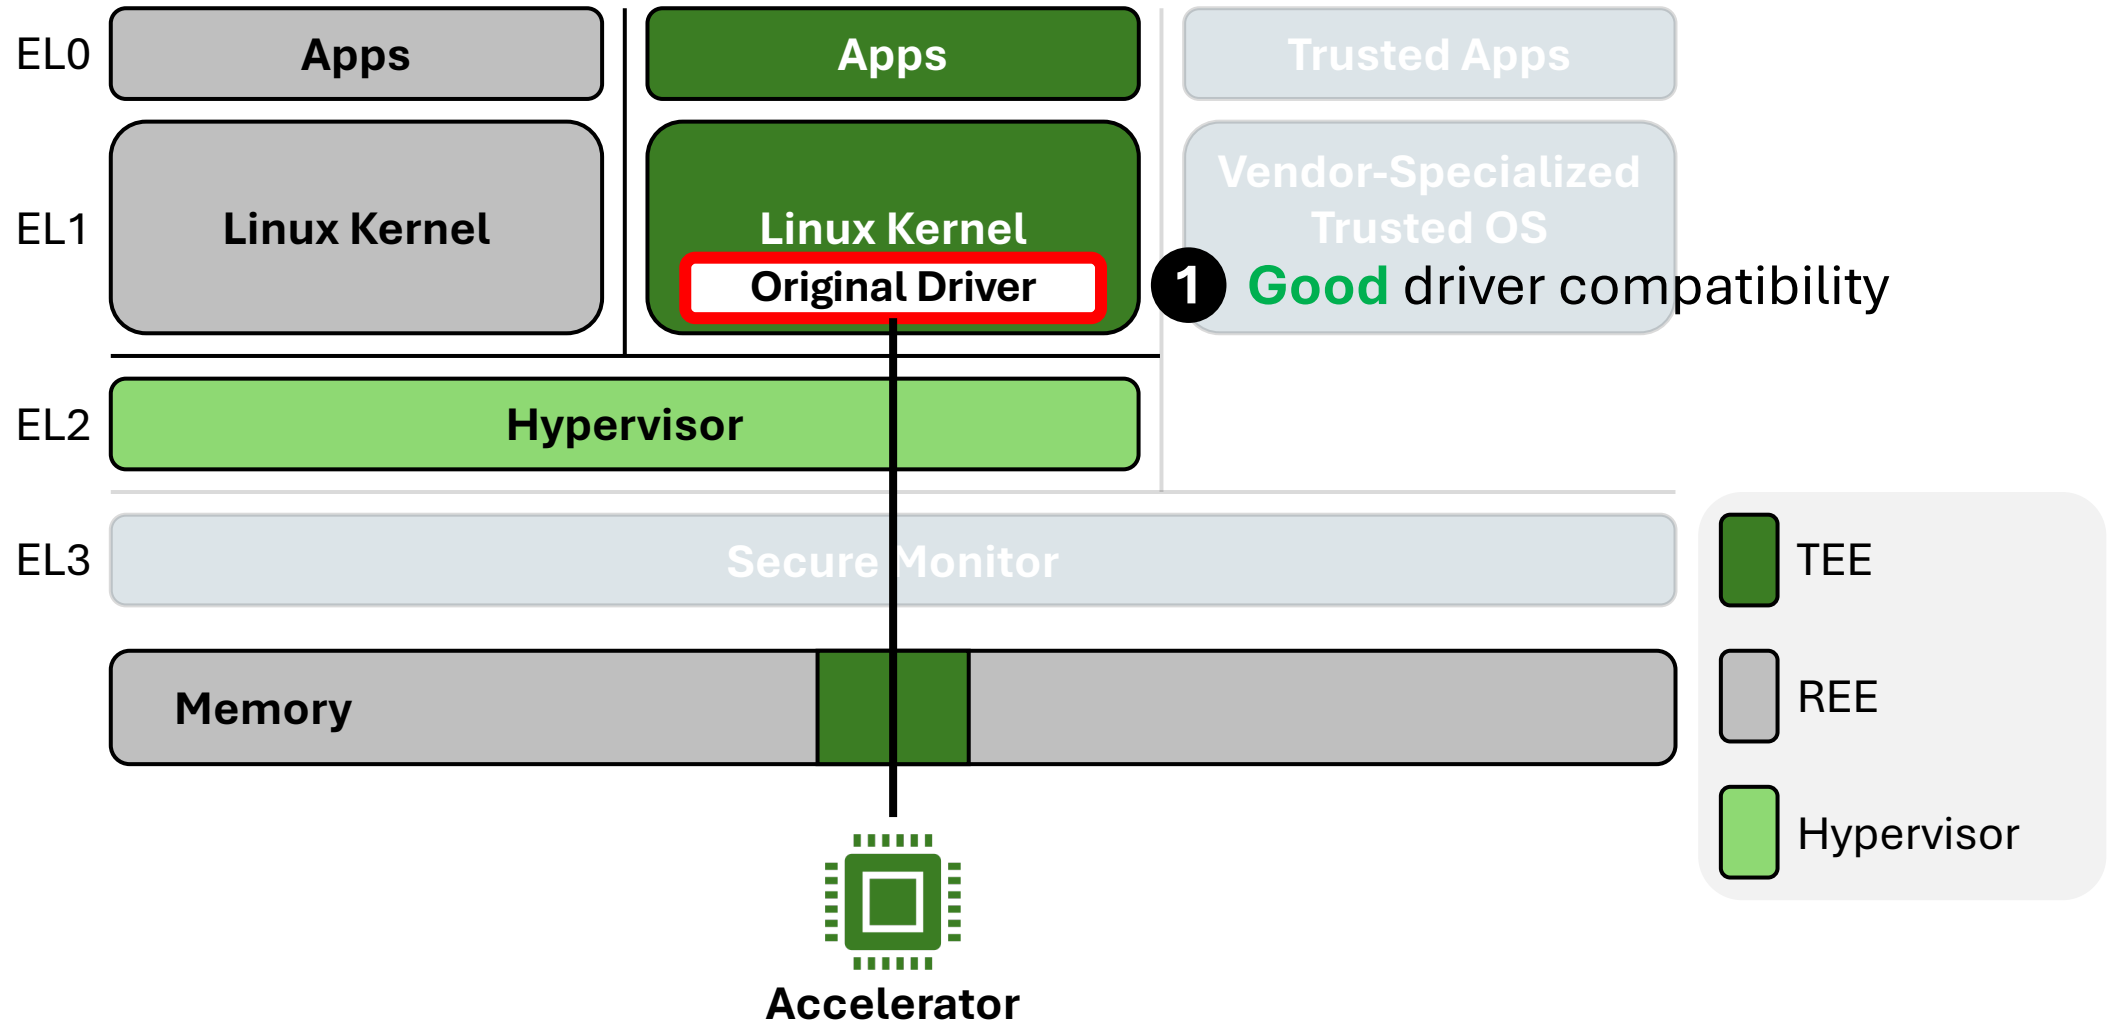 EL0
Apps
Apps
Trusted Apps
EL1
Linux Kernel
Linux Kernel
Original Driver
Vendor-Specialized
Trusted OS
1 Good driver compatibility
EL2
Hypervisor
EL3
Secure Monitor
Memory
Accelerator
TEE
REE
Hypervisor